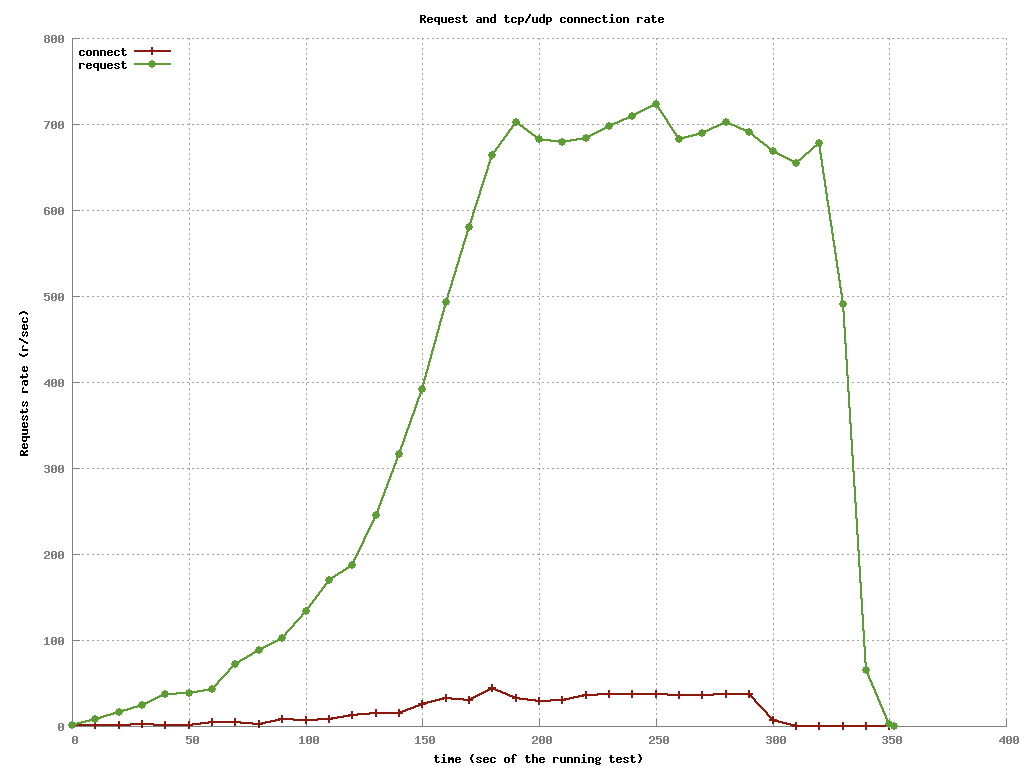 Request and tcp/udp connection rate
connect
request
800
700
600
500
400
300
200
100
0
Requests rate (r/sec)
0 50 100 150 200 250 300 350 400
time (sec of the running test)